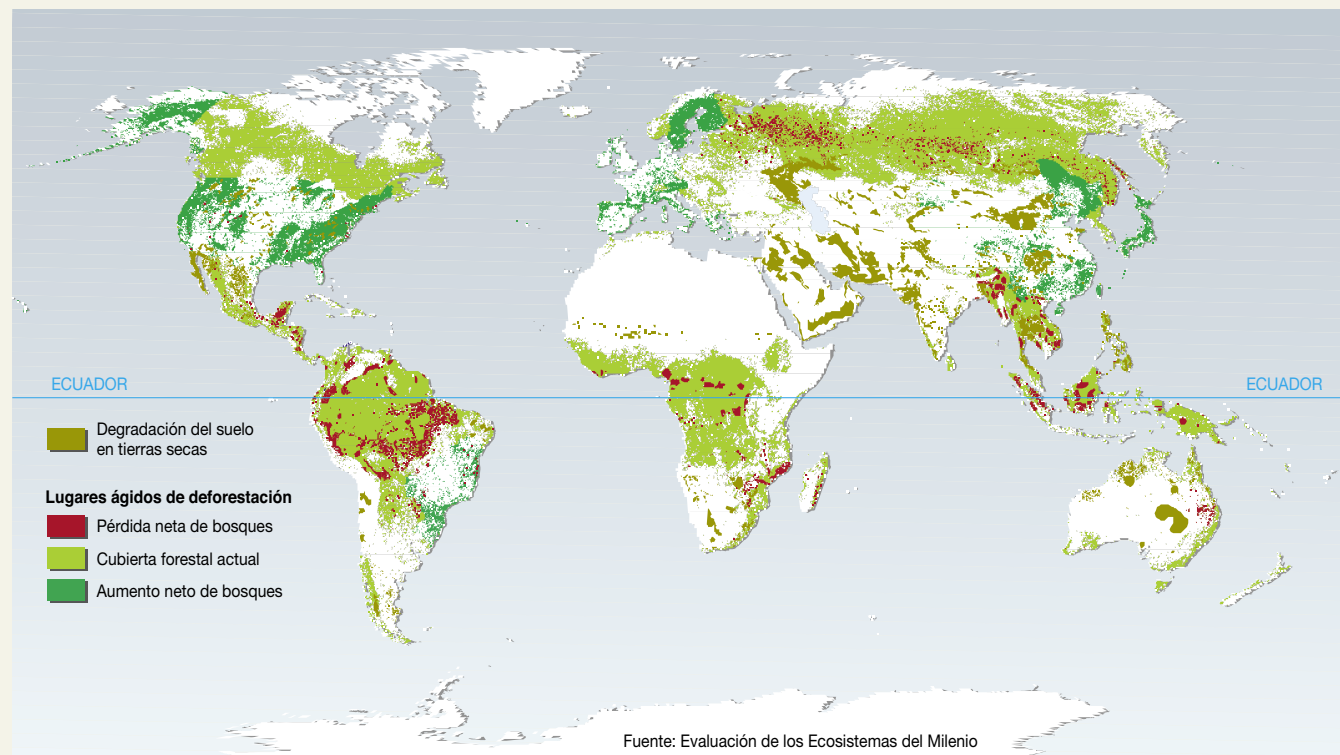 ECUADOR
ECUADOR
Degradación del suelo
en tierras secas
Lugares ágidos de deforestación
Pérdida neta de bosques
Cubierta forestal actual
Aumento neto de bosques
Fuente: Evaluación de los Ecosistemas del Milenio